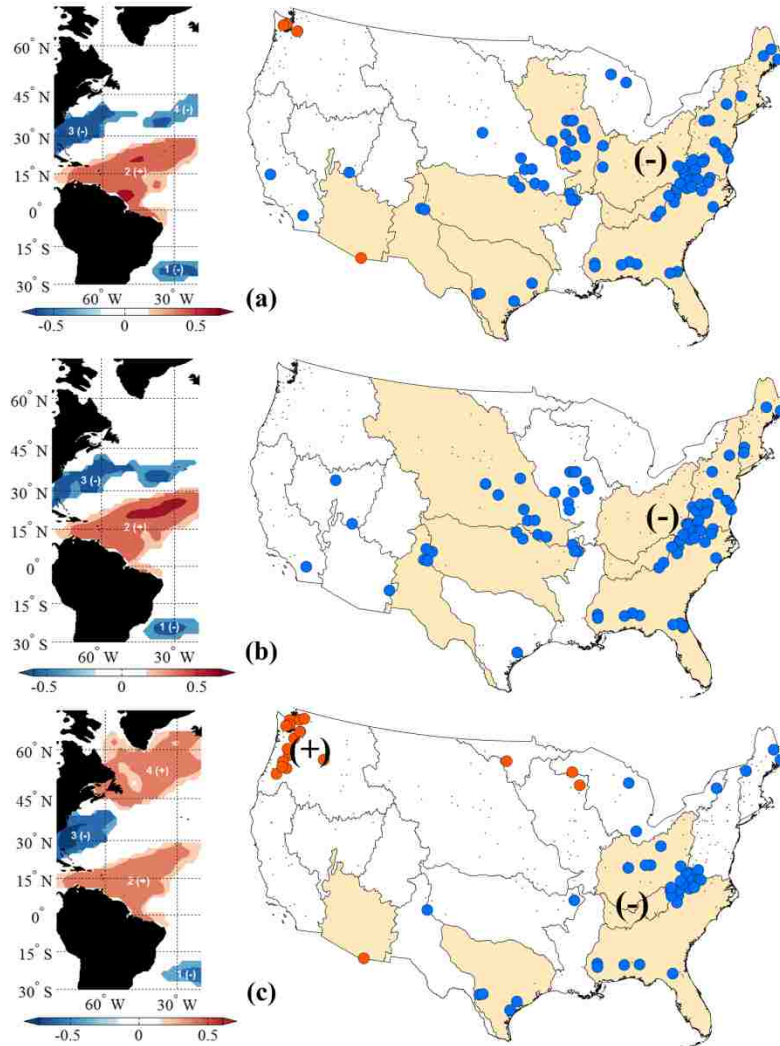 60° N
45° N
30° N
15° N
0°
15° S
30° S
4 (-)
3 (-)
2 (+)
1 (-)
60° W 30° W
-0.5 0 0.5
(a)
(-)
60° N
45° N
30° N
15° N
0°
15° S
30° S
3 (-)
2 (+)
1 (-)
60° W 30° W
-0.5 0 0.5
(b)
(-)
60° N
45° N
30° N
15° N
0°
15° S
30° S
4 (+)
3 (-)
2 (+)
1 (-)
60° W 30° W
-0.5 0 0.5
(c)
(+)
(-)